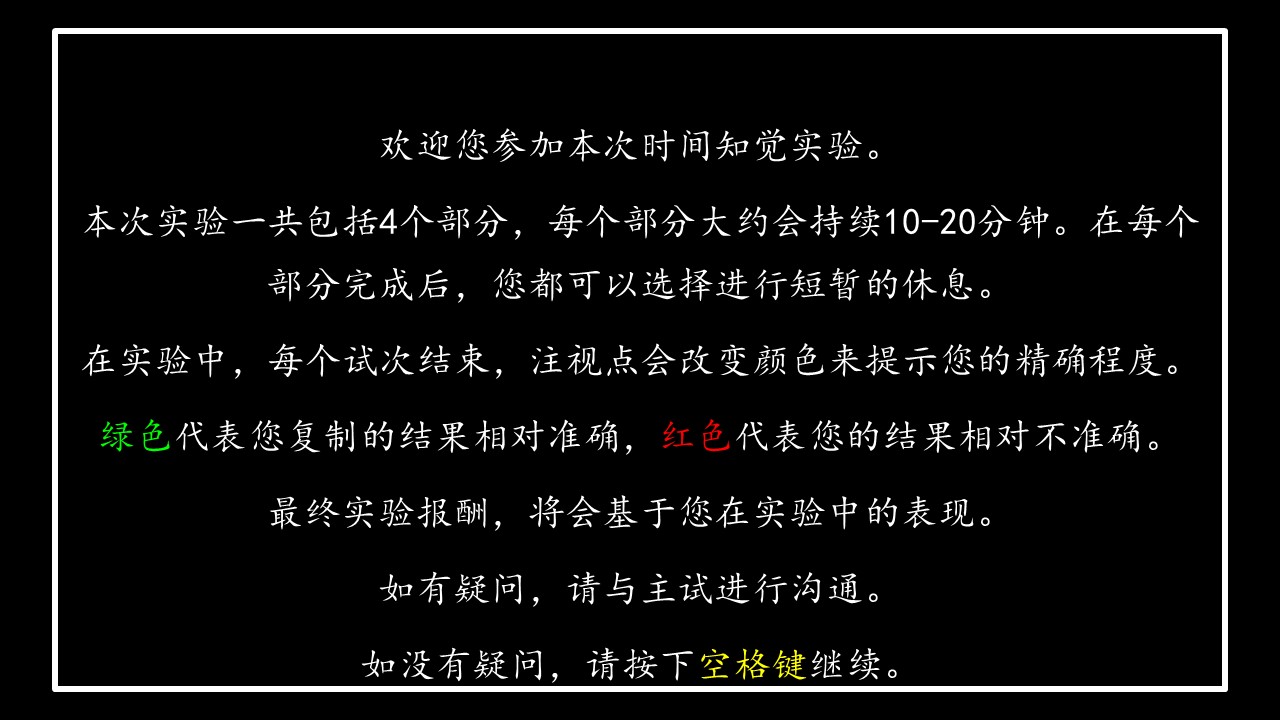 欢迎您参加本次时间知觉实验。
本次实验一共包括4个部分，每个部分大约会持续10-20分钟。在每个
部分完成后，您都可以选择进行短暂的休息。
在实验中，每个试次结束，注视点会改变颜色来提示您的精确程度。
绿色代表您复制的结果相对准确，红色代表您的结果相对不准确。
最终实验报酬，将会基于您在实验中的表现。
如有疑问，请与主试进行沟通。
如没有疑问，请按下空格键继续。